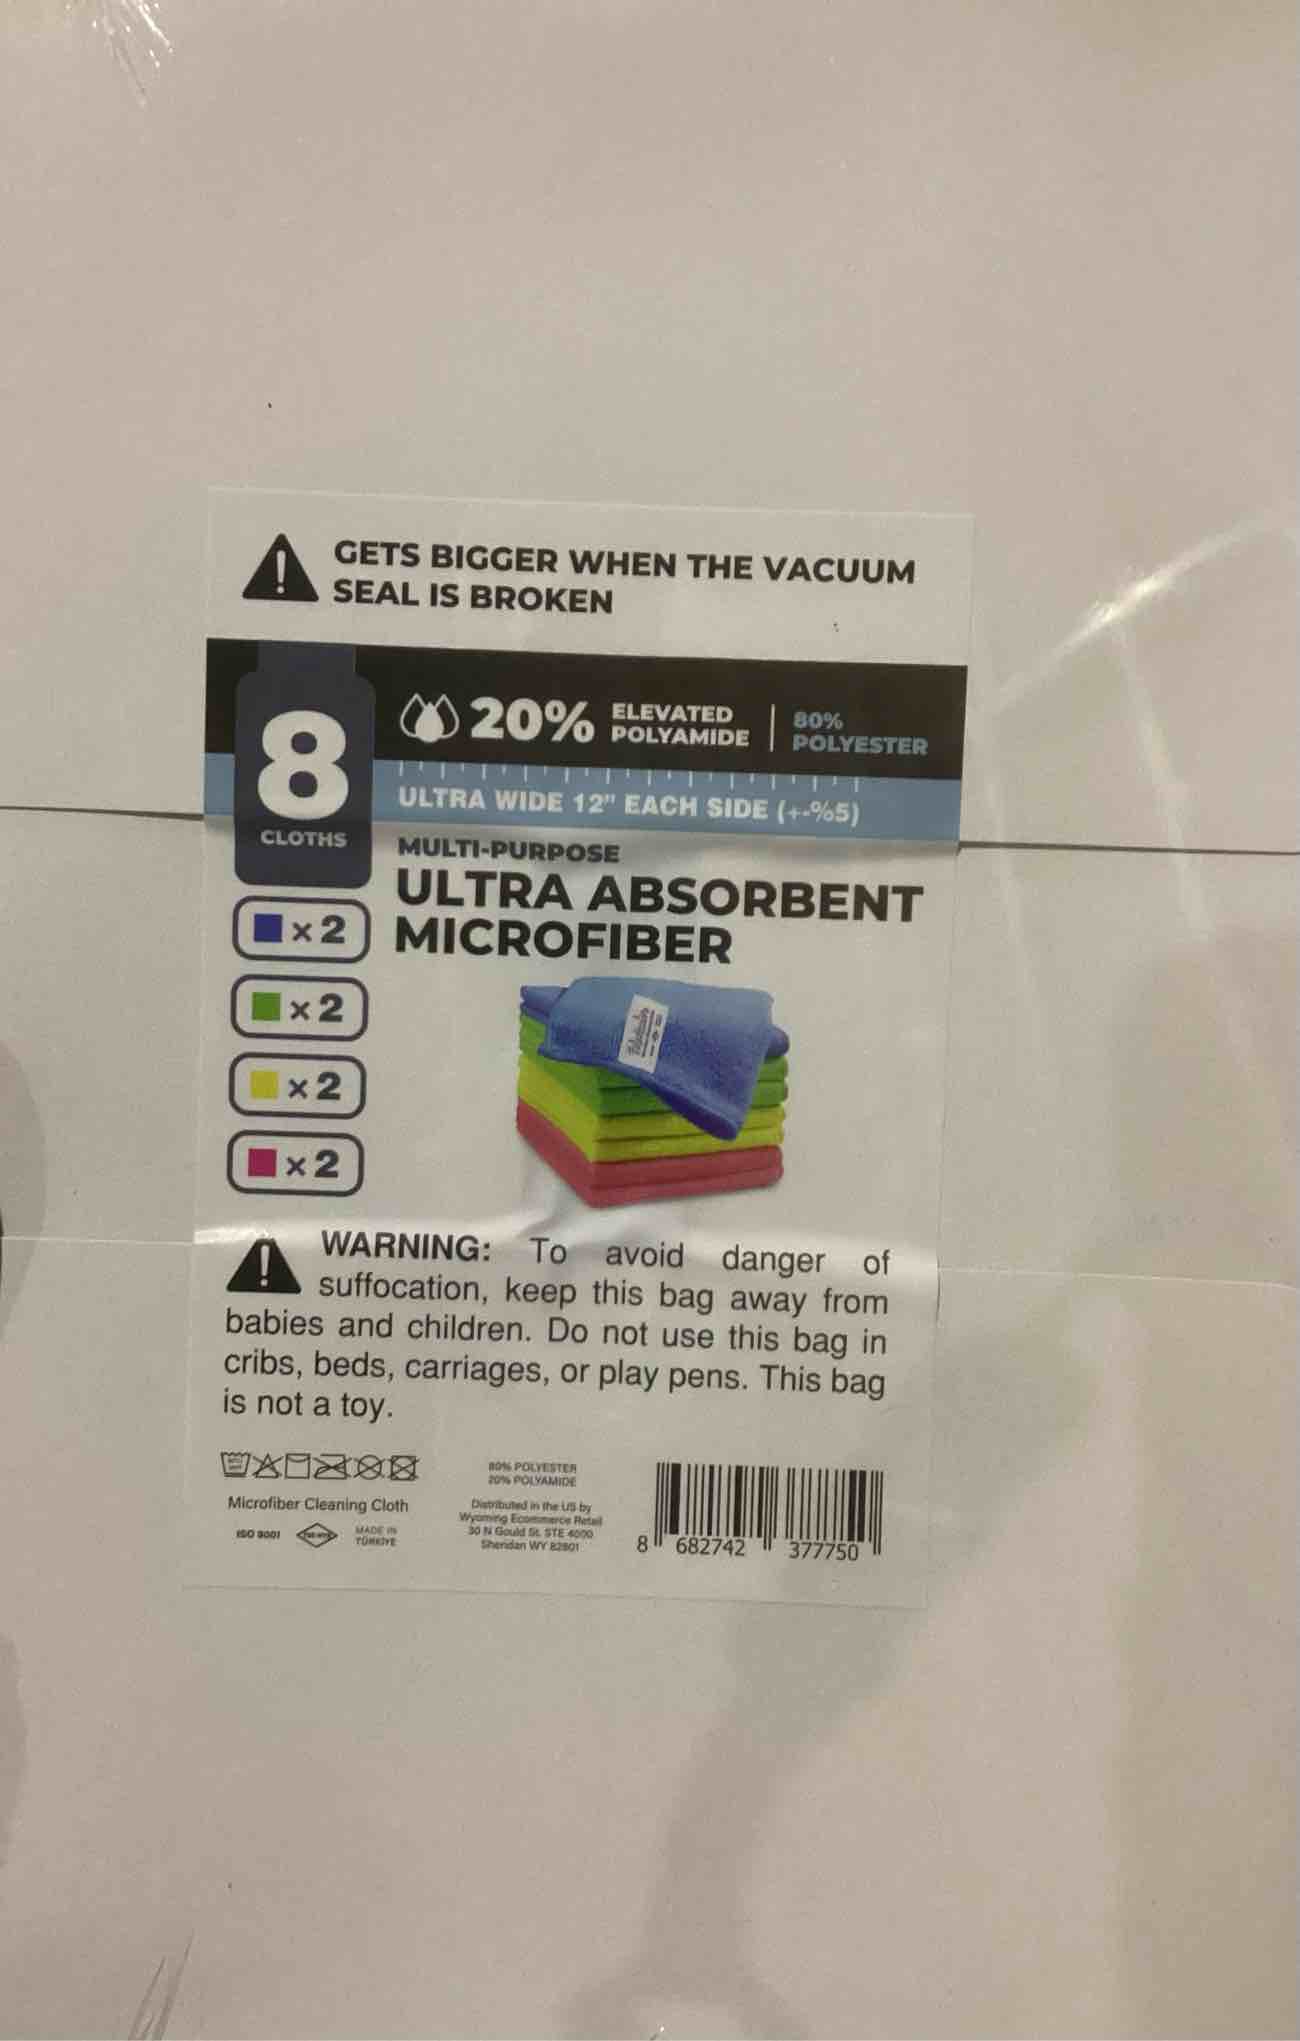 GETS BIGGER WHEN THE VACUUM
SEAL IS BROKEN
8
CLOTHS
20%
ELEVATED
POLYAMIDE
80%
POLYESTER
ULTRA WIDE 12" EACH SIDE (+-%5)
MULTI-PURPOSE
ULTRA ABSORBENT
MICROFIBER
x 2
x 2
x 2
x 2
WARNING: To avoid danger of
suffocation, keep this bag away from
babies and children. Do not use this bag in
cribs, beds, carriages, or play pens. This bag
is not a toy.
Microfiber Cleaning Cloth
ISO 9001
MADE IN
TÜRKİYE
80% POLYESTER
20% POLYAMIDE
Distributed in the US by
Wyoming Ecommerce Retail
30 N Gould St. STE 4000
Sheridan WY 82801
8 682742 377750